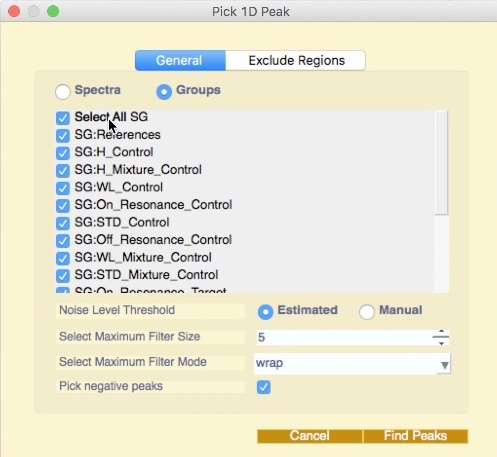 Pick 1D Peak
General Exclude Regions
Spectra Groups
Select All SG
SG:References
SG:H_Control
SG:H_Mixture_Control
SG:WL_Control
SG:On_Resonance_Control
SG:STD_Control
SG:Off_Resonance_Control
SG:WL_Mixture_Control
SG:STD_Mixture_Control
SG:On_Resonance_Target
Noise Level Threshold Estimated Manual
Select Maximum Filter Size 5
Select Maximum Filter Mode wrap
Pick negative peaks
Cancel Find Peaks